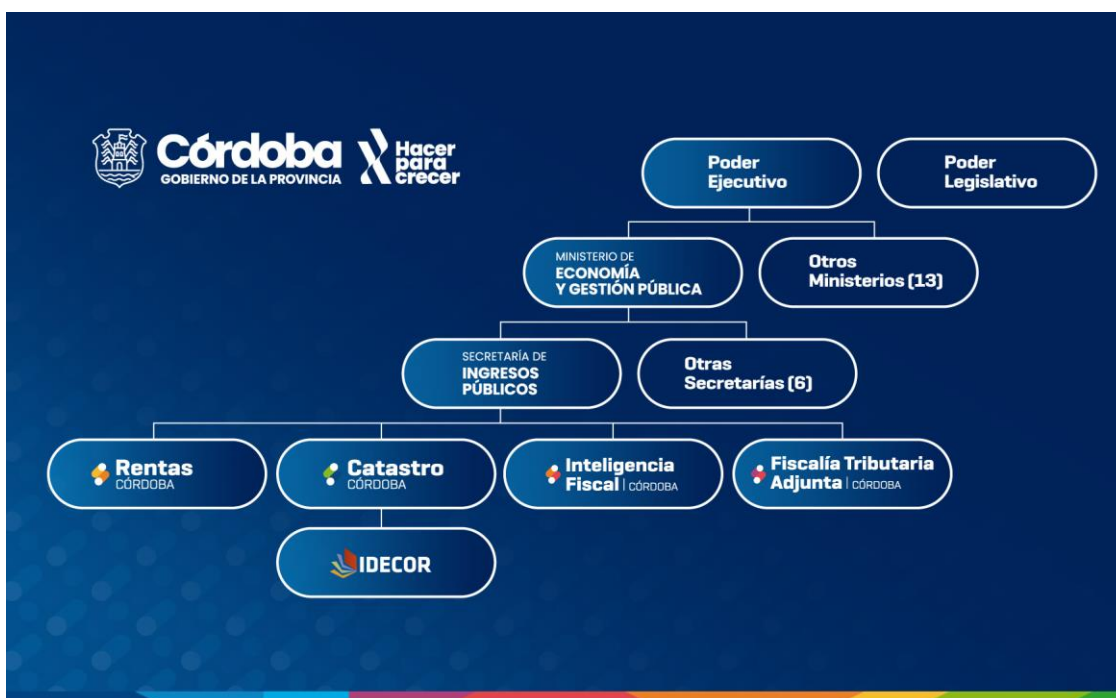 Córdoba
GOBIERNO DE LA PROVINCIA
Hacer
para
crecer
Poder
Ejecutivo
Poder
Legislativo
MINISTERIO DE
ECONOMÍA
Y GESTIÓN PÚBLICA
Otros
Ministerios (13)
SECRETARÍA DE
INGRESOS
PÚBLICOS
Otras
Secretarías (6)
Rentas
CÓRDOBA
Catastro
CÓRDOBA
Inteligencia
Fiscal | CÓRDOBA
Fiscalía Tributaria
Adjunta | CÓRDOBA
IDECOR